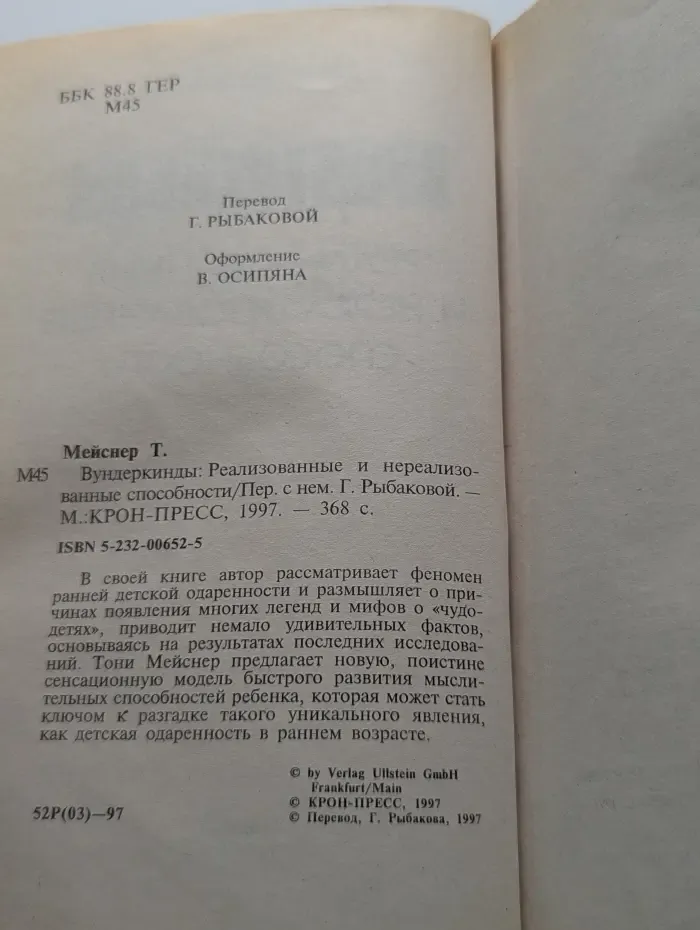 ББК 88.8 ГЕР
М45
Перевод
Г. РЫБАКОВОЙ
Оформление
В. ОСИПЯНА
Мейснер Т.
М45 Вундеркинды: Реализованные и нереализо-
ванные способности/Пер. с нем. Г. Рыбаковой. —
М.:КРОН-ПРЕСС, 1997. — 368 с.
ISBN 5-232-00652-5
В своей книге автор рассматривает феномен
ранней детской одаренности и размышляет о при-
чинах появления многих легенд и мифов о «чудо-
детях», приводит немало удивительных фактов,
основываясь на результатах последних исследова-
ний. Тони Мейснер предлагает новую, поистине
сенсационную модель быстрого развития мысли-
тельных способностей ребенка, которая может стать
ключом к разгадке такого уникального явления,
как детская одаренность в раннем возрасте.
© by Verlag Ullstein GmbH
Frankfurt/Main
© КРОН-ПРЕСС, 1997
52Р(03)—97 © Перевод, Г. Рыбакова, 1997